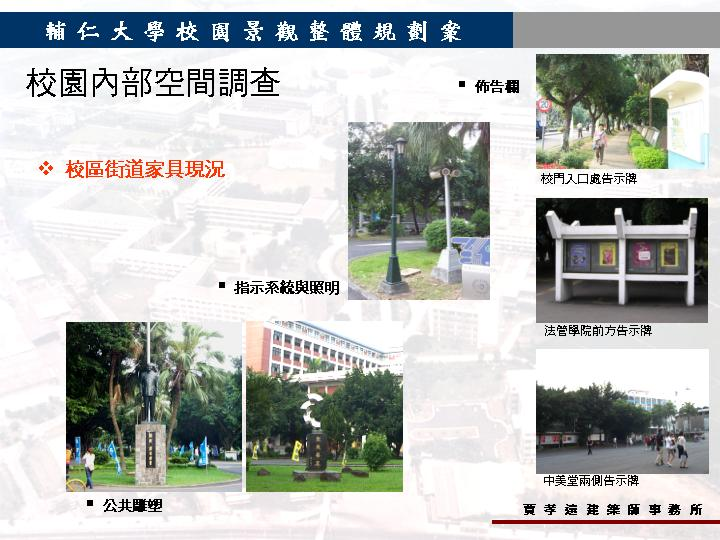 輔仁大學校園景觀整體規劃案
校園內部空間調查
▪ 佈告欄
❖ 校區街道家具現況
校門入口處告示牌
▪ 指示系統與照明
法管學院前方告示牌
中美堂兩側告示牌
▪ 公共雕塑
賈孝遠建築師事務所